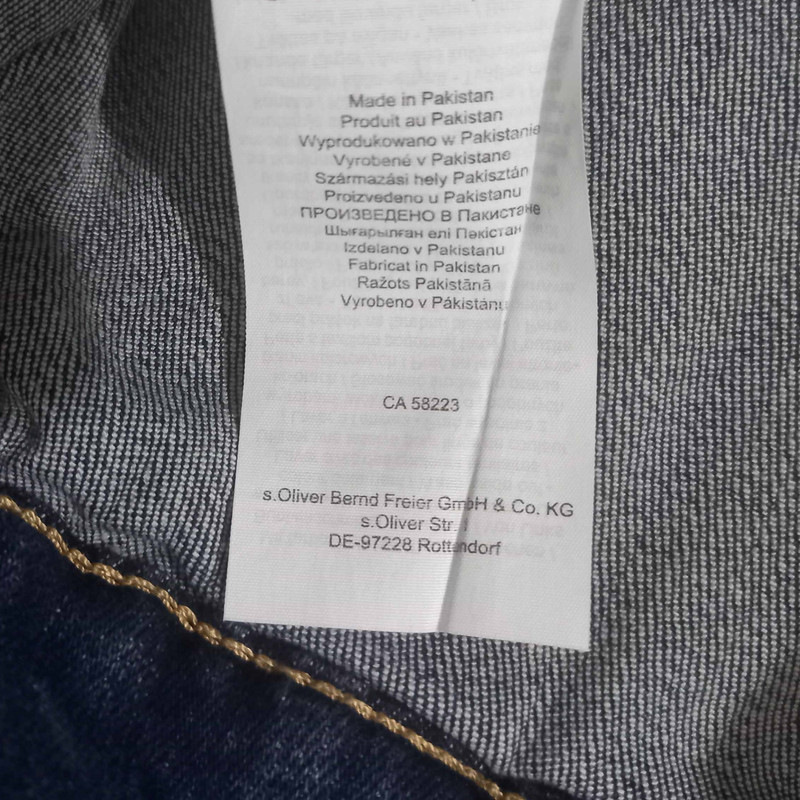 Made in Pakistan
Produit au Pakistan
Wyprodukowano w Pakistanie
Vyrobené v Pakistane
Származási hely Pakisztán
Proizvedeno u Pakistanu
ПРОИЗВЕДЕНО В Пакистане
Шығарылған елі Пәкістан
Izdelano v Pakistanu
Fabricat in Pakistan
Ražots Pakistānā
Vyrobeno v Pákistánu
CA 58223
s.Oliver Bernd Freier GmbH & Co. KG
s.Oliver Str.
DE-97228 Rottendorf